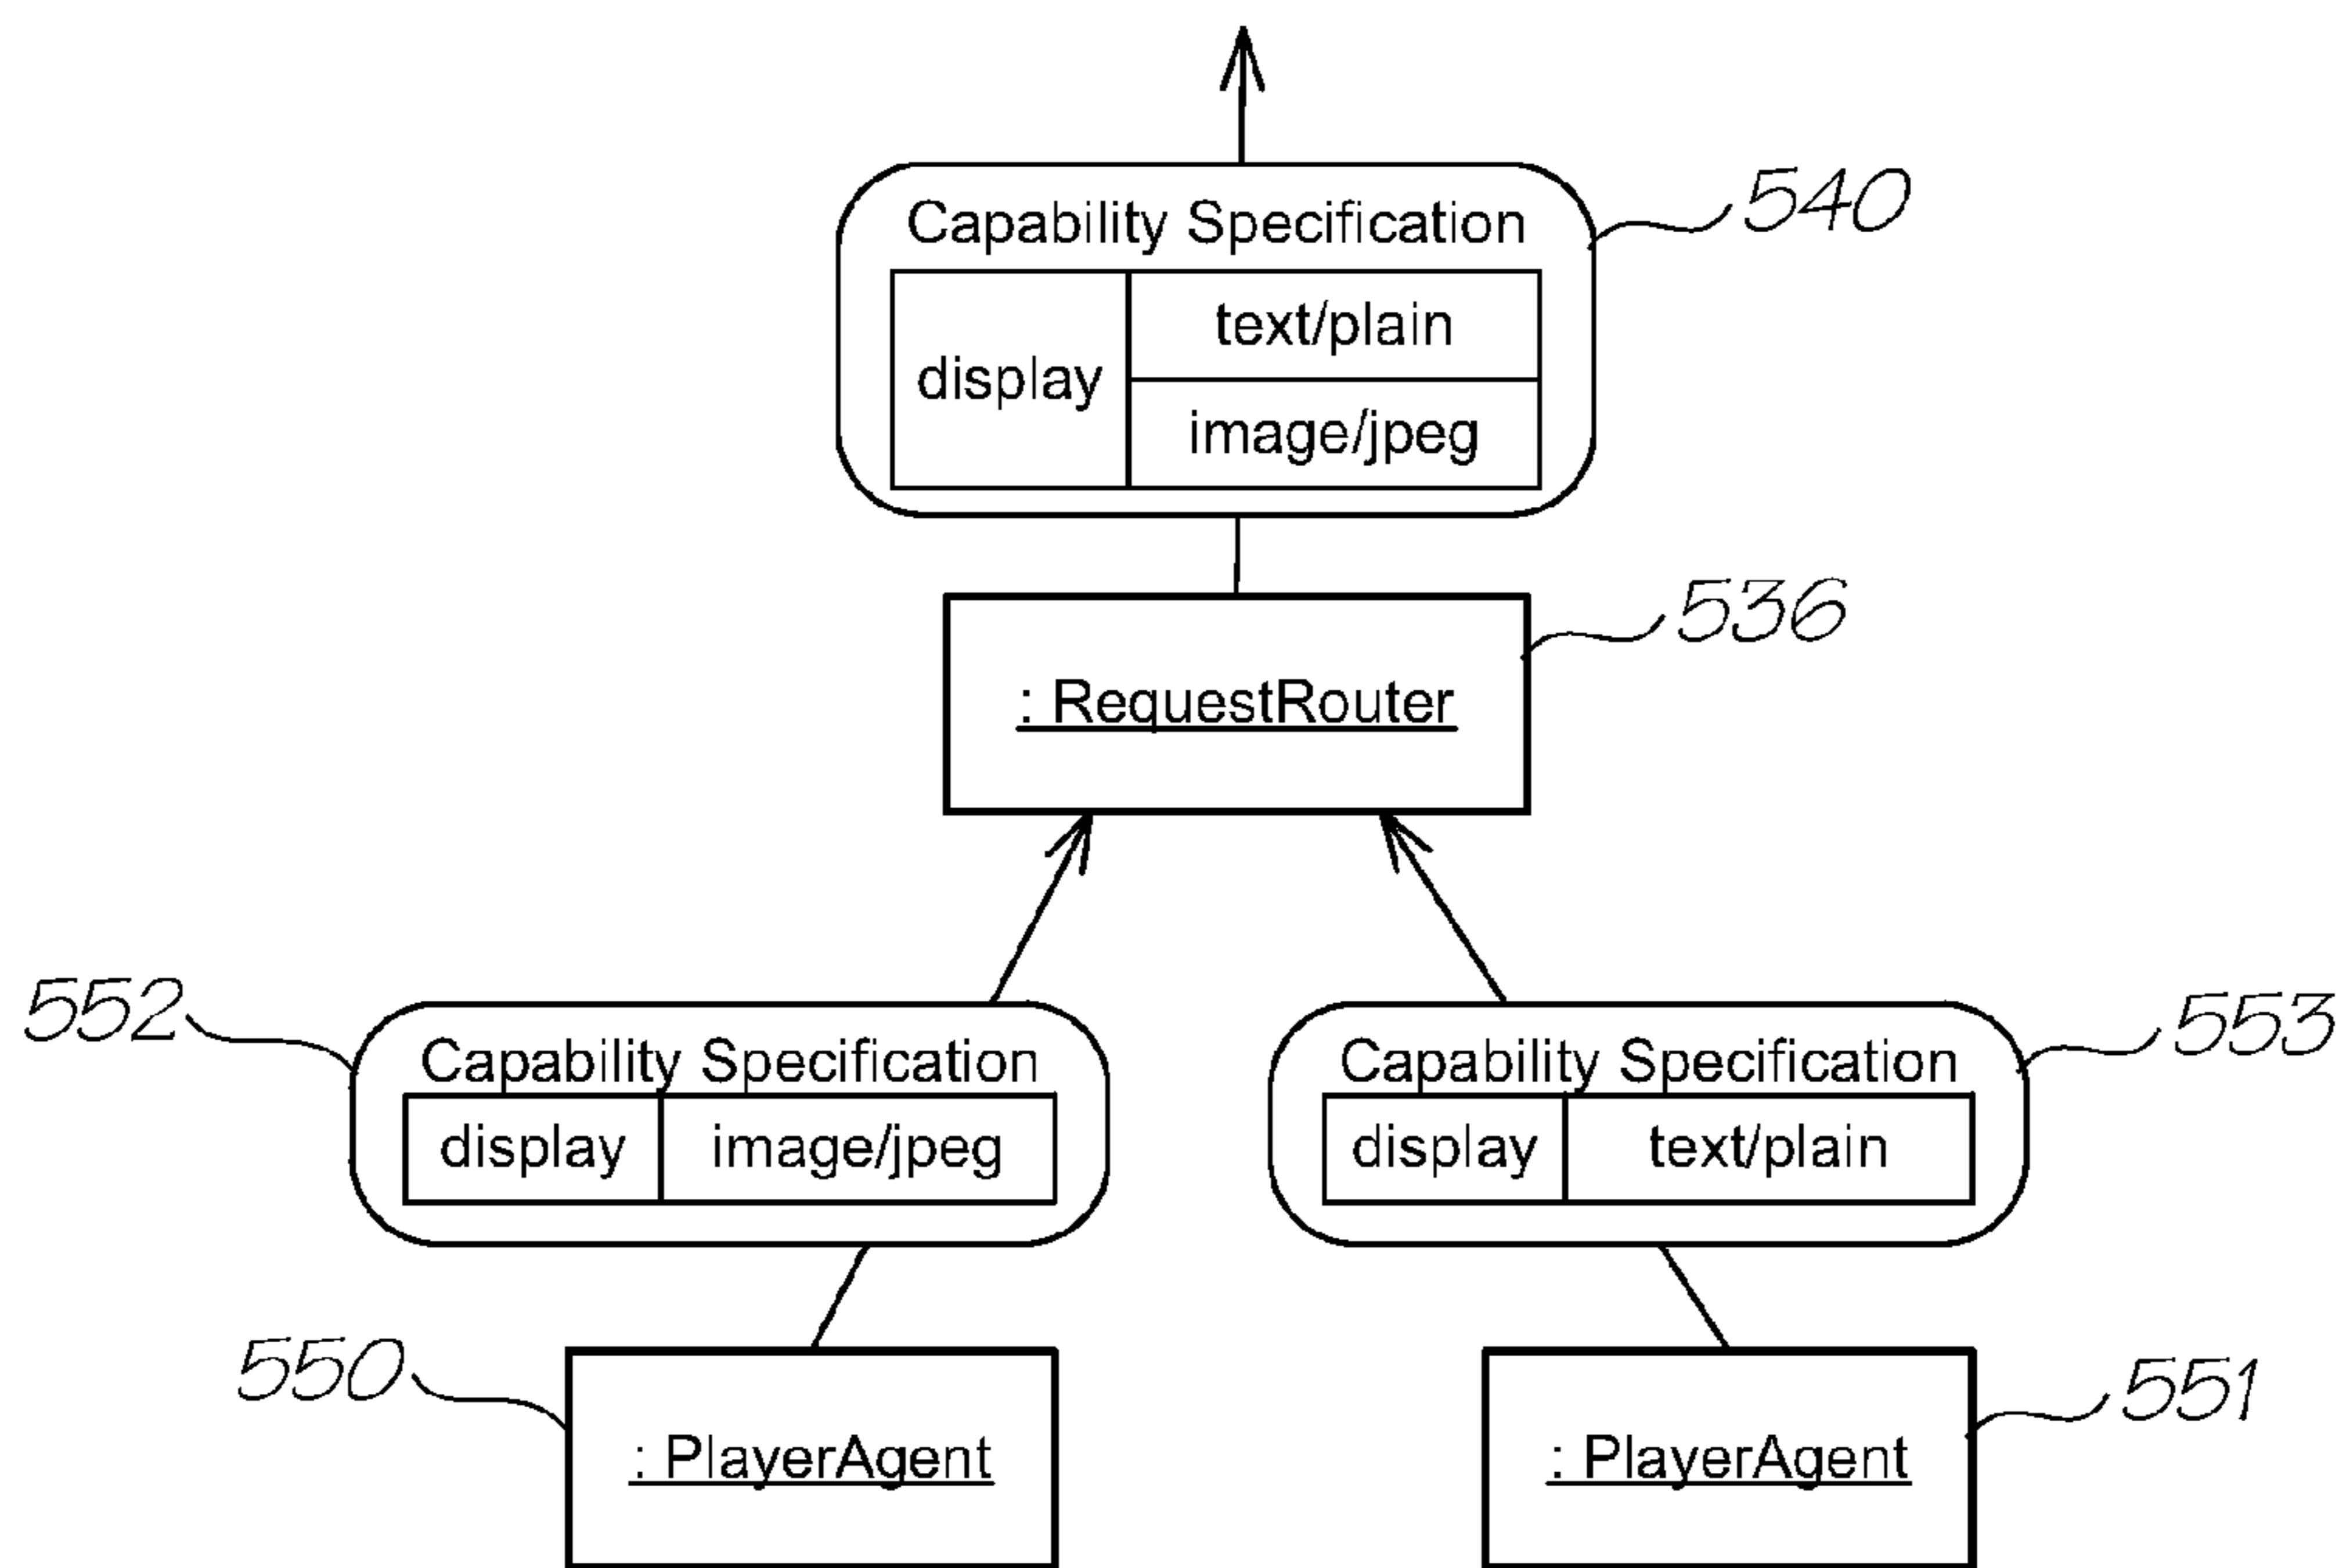 Capability Specification
540
text/plain
display
image/jpeg
536
: RequestRouter
552
553
Capability Specification
Capability Specification
display image/jpeg
display text/plain
550
551
: PlayerAgent
: PlayerAgent